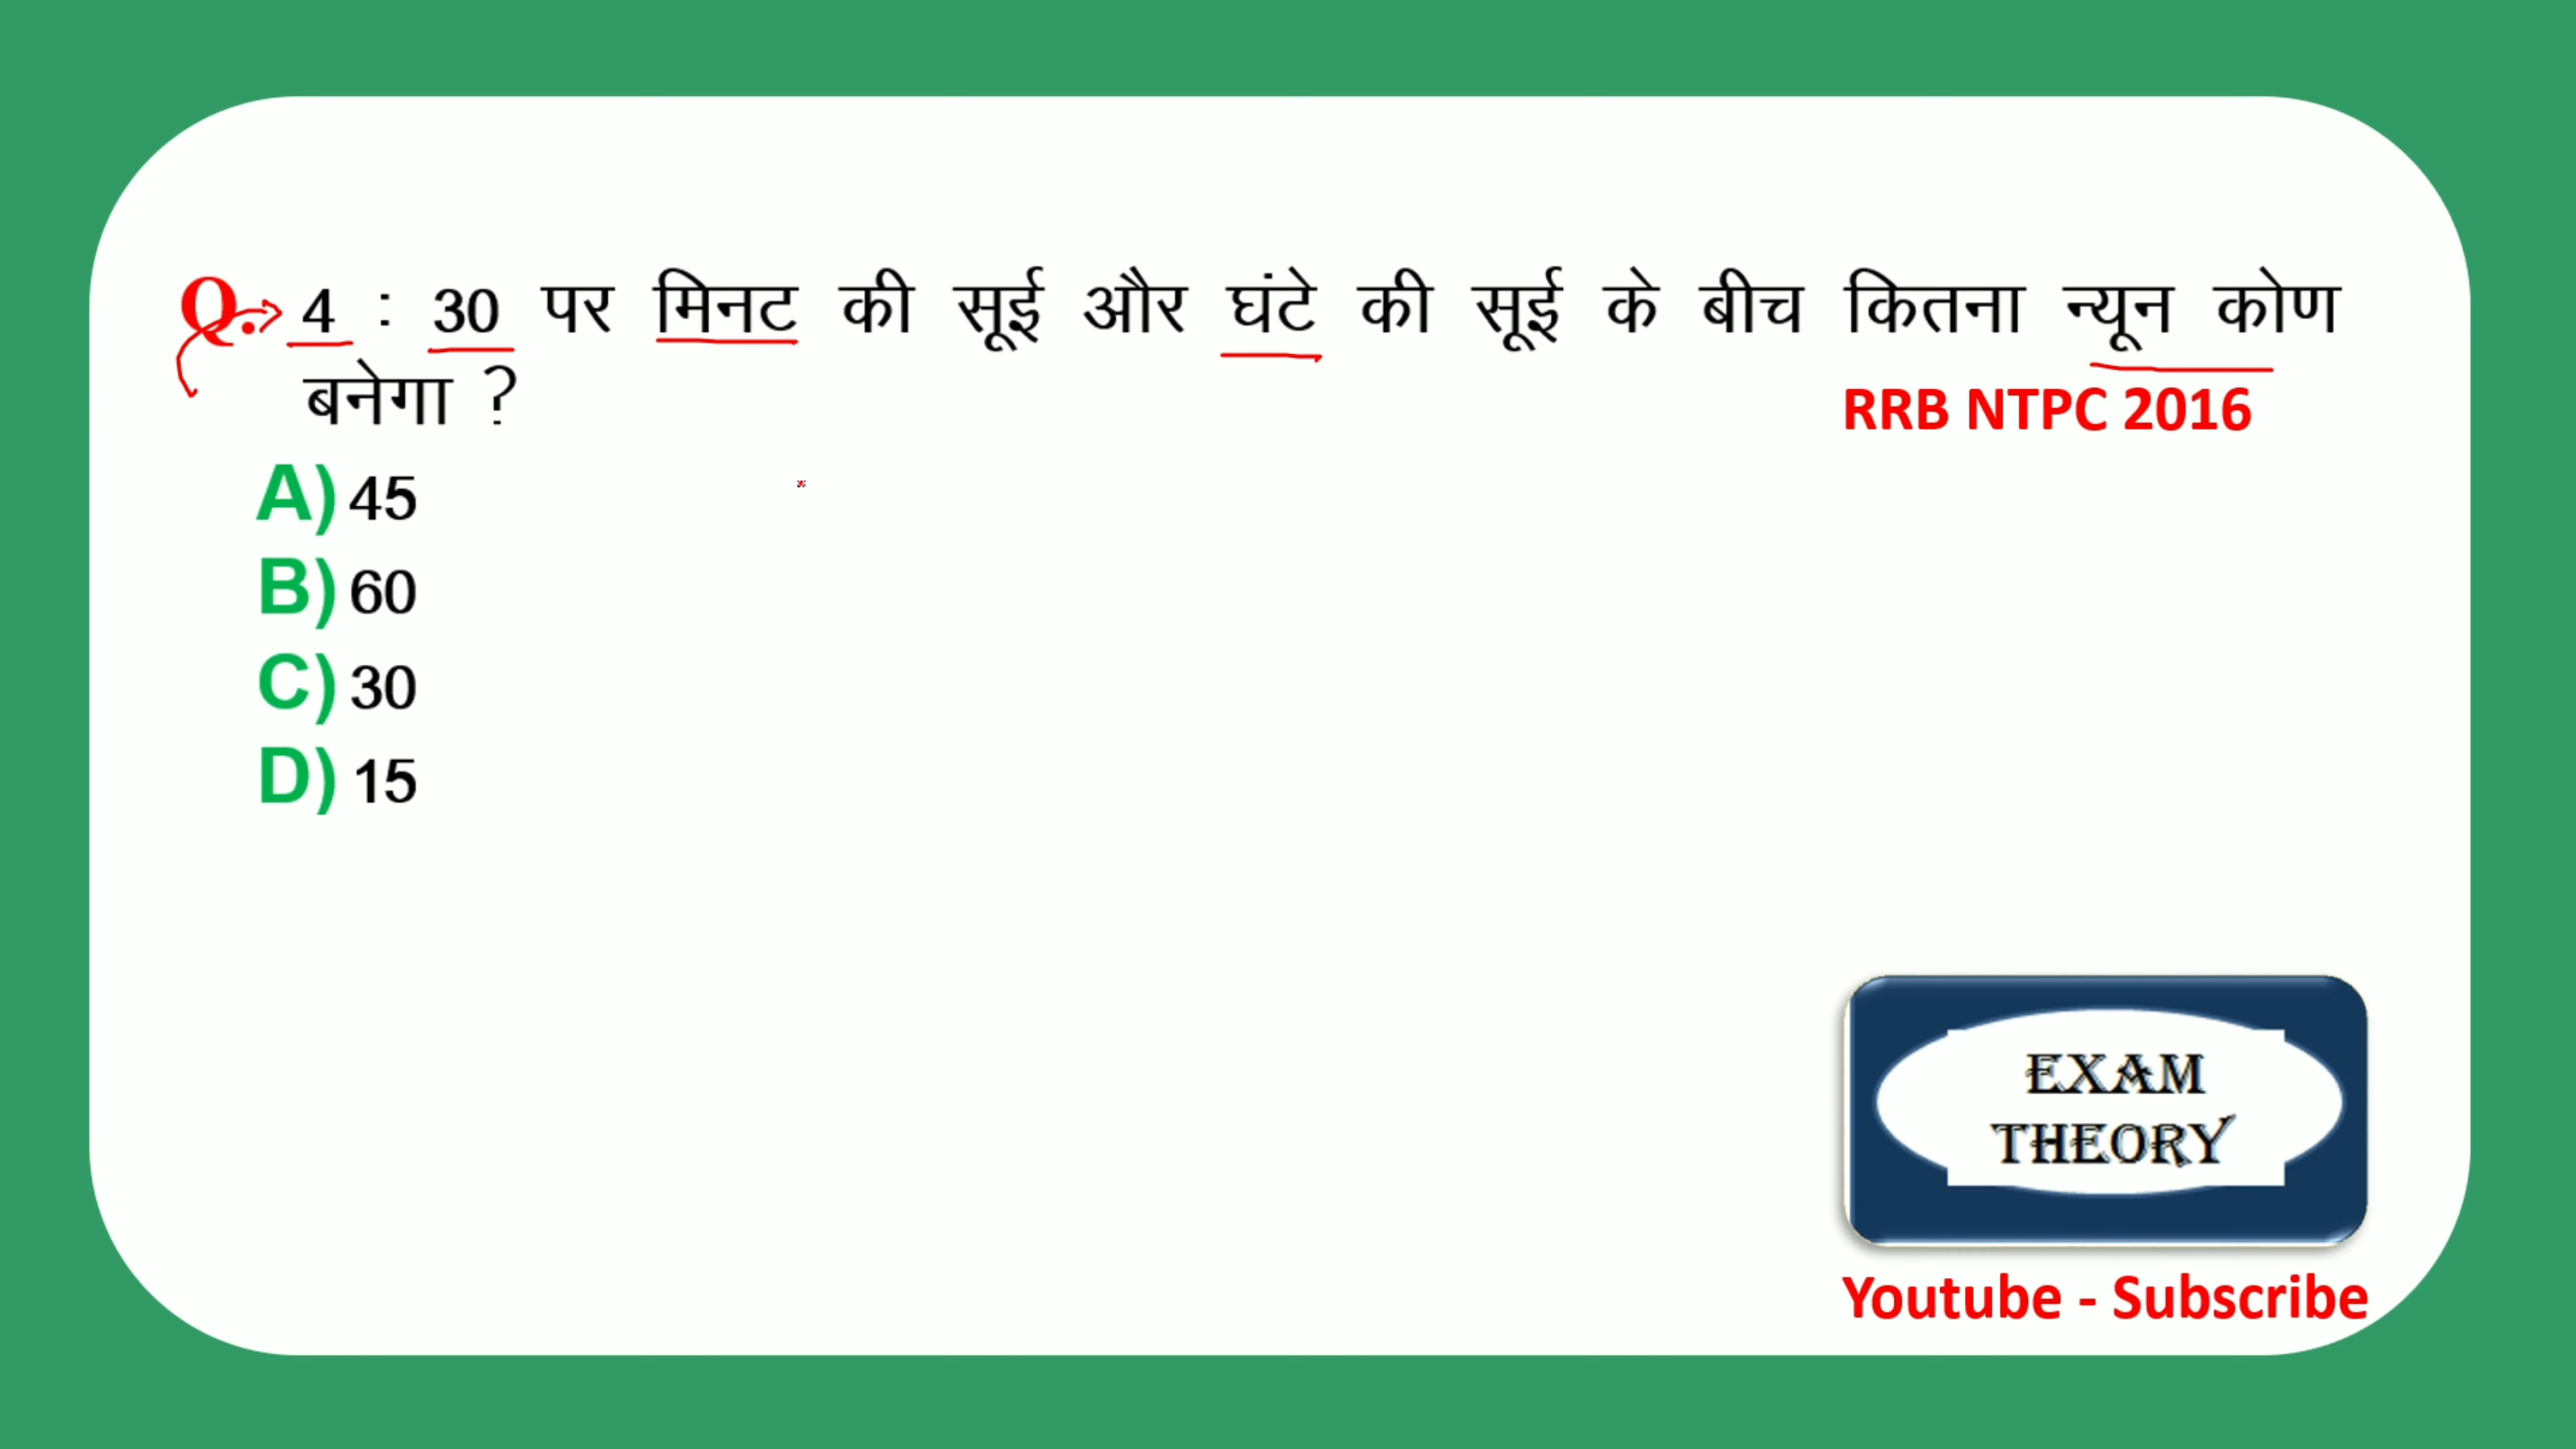 Q. 4 : 30 पर मिनट की सूई और घंटे की सूई के बीच कितना न्यून कोण
बनेगा ?
RRB NTPC 2016
A) 45
B) 60
C) 30
D) 15
EXAM
THEORY
Youtube - Subscribe